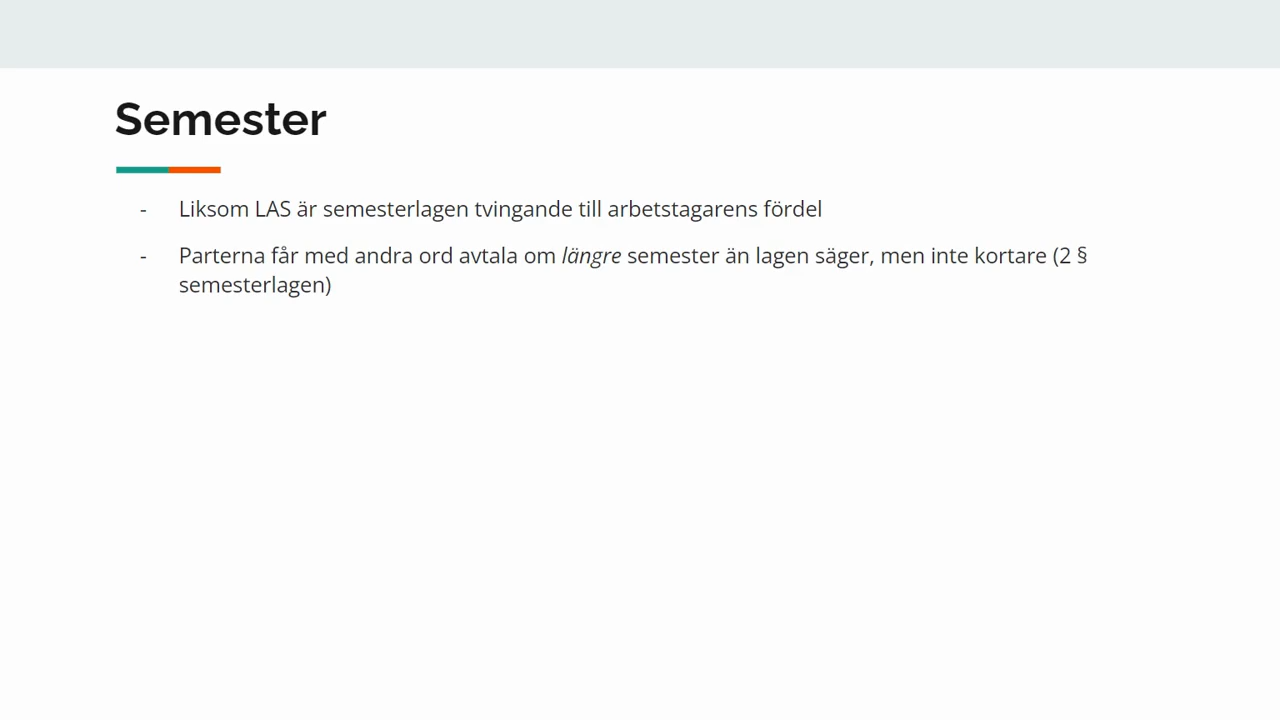 Semester
- Liksom LAS är semesterlagen tvingande till arbetstagarens fördel
- Parterna får med andra ord avtala om längre semester än lagen säger, men inte kortare (2 §
semesterlagen)